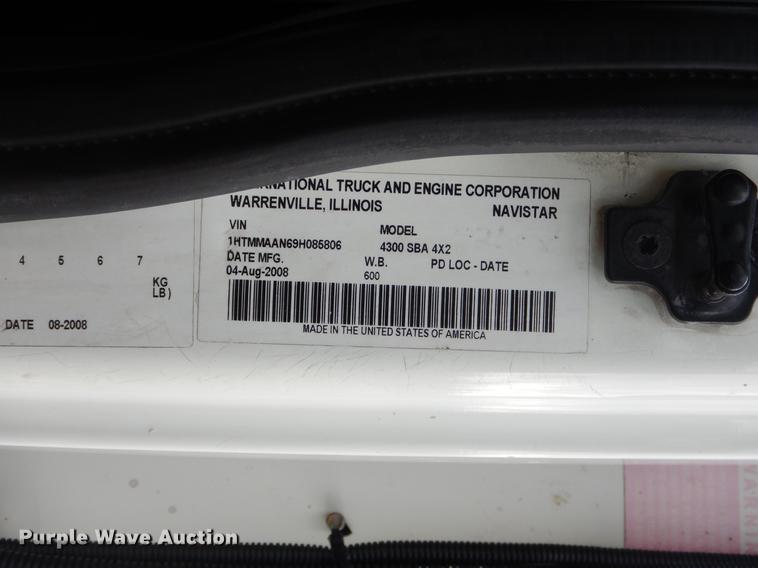 TRUCK AND ENGINE CORPORATION
WARRENVILLE, ILLINOIS NAVISTAR
VIN MODEL
1HTMMAAN69H085806 4300 SBA 4X2
DATE MFG. W.B. PD LOC - DATE
04-Aug-2008 600
MADE IN THE UNITED STATES OF AMERICA
4 5 6 7
KG
LB)
DATE 08-2008
Purple Wave Auction